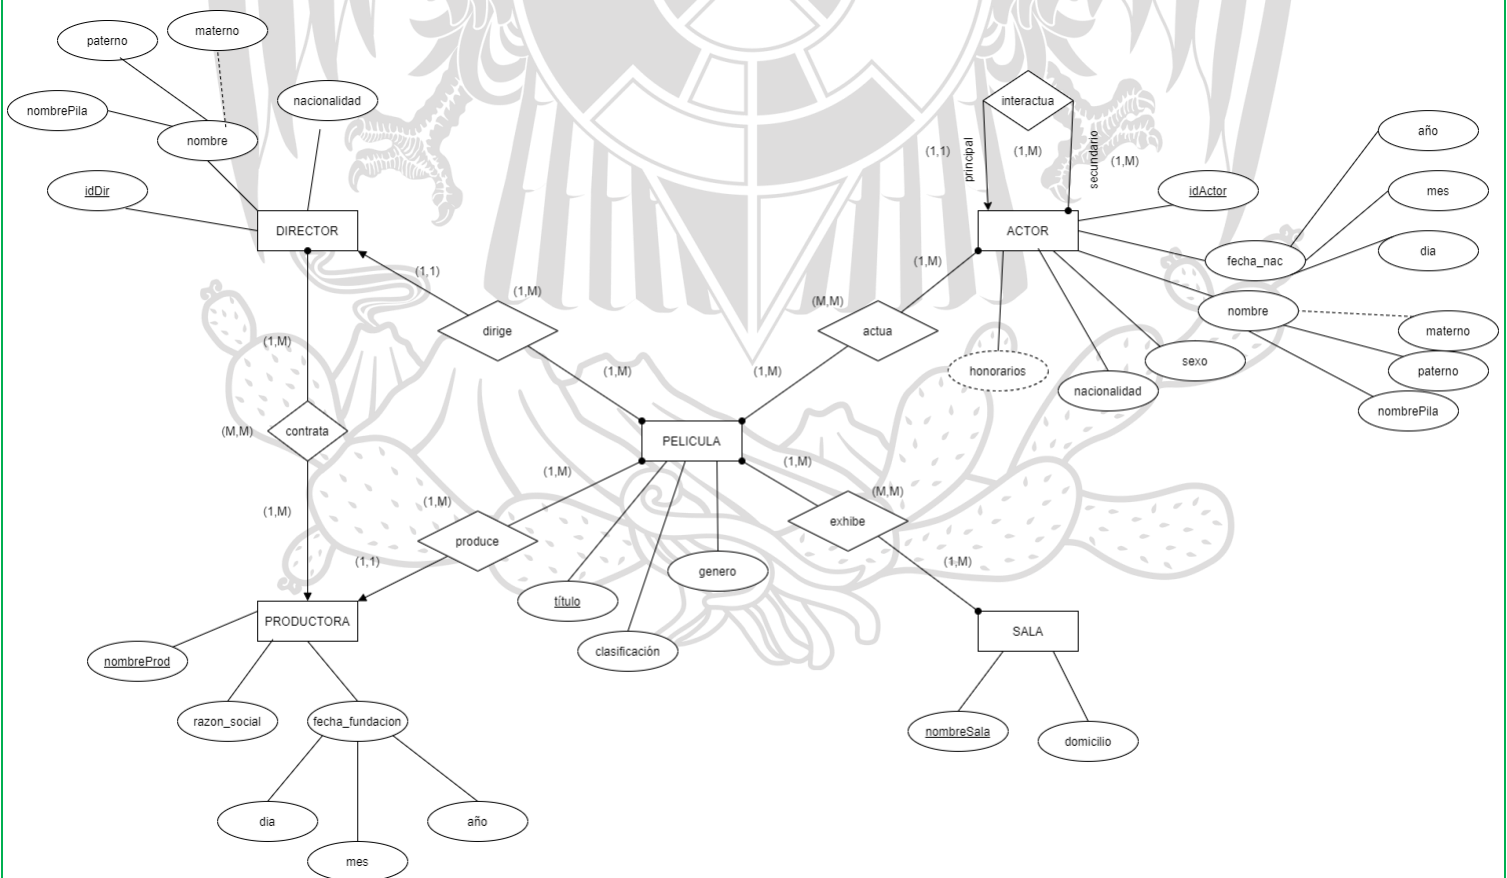 materno
paterno
nacionalidad
nombrePila
nombre
idDir
DIRECTOR
interactua
principal
secundario
(1,1)
(1,M)
(1,M)
año
mes
dia
idActor
ACTOR
fecha_nac
nombre
materno
paterno
nombrePila
sexo
nacionalidad
honorarios
(1,1)
(1,M)
dirige
(1,M)
(1,M)
(M,M)
actua
(1,M)
(1,M)
(M,M)
contrata
(1,M)
PELICULA
(1,M)
(1,M)
produce
(1,1)
(1,M)
(M,M)
exhibe
(1,M)
título
clasificación
genero
PRODUCTORA
nombreProd
razon_social
fecha_fundacion
dia
mes
año
SALA
nombreSala
domicilio